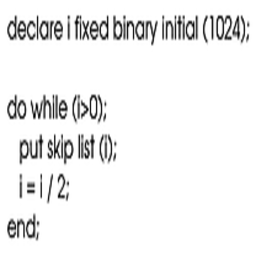 declare i fixed binary initial (1024);
do while (i>0);
put skip list (i);
i = i / 2;
end;